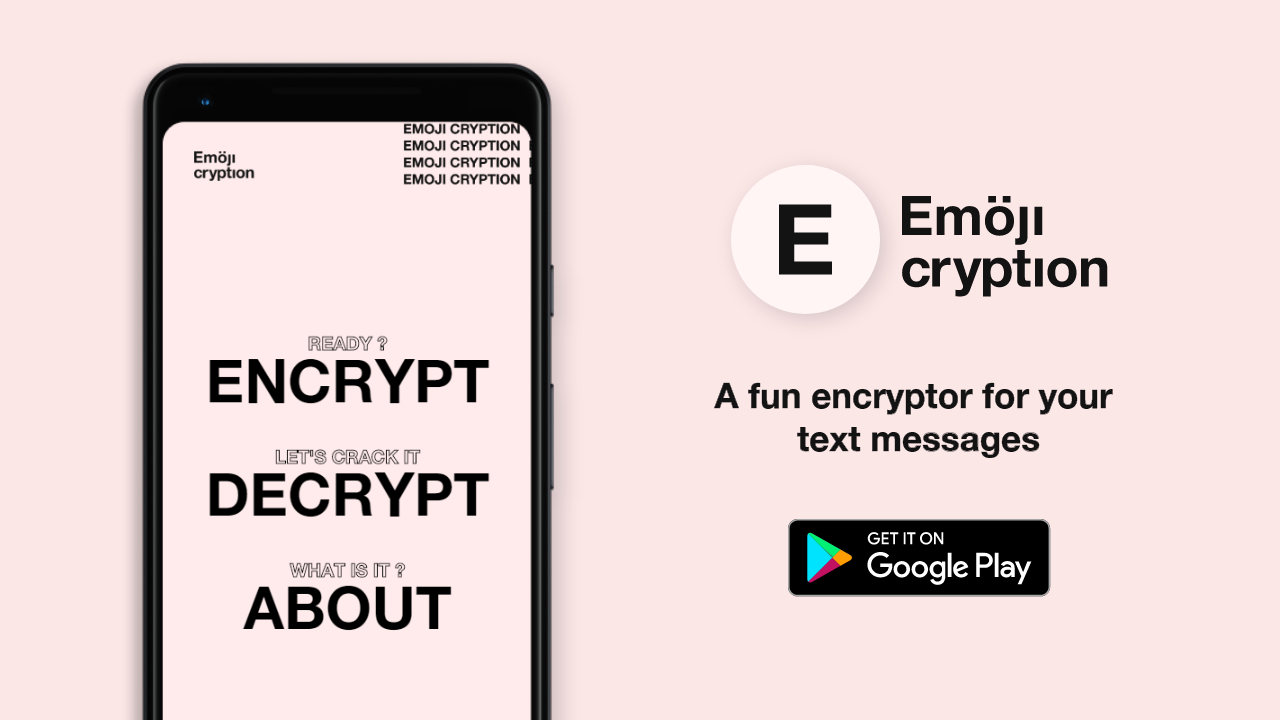 Emöjı
cryptıon
EMOJI CRYPTION
EMOJI CRYPTION
EMOJI CRYPTION
EMOJI CRYPTION
READY ?
ENCRYPT
LET'S CRACK IT
DECRYPT
WHAT IS IT ?
ABOUT
E
Emöȷı
cryptıon
A fun encryptor for your
text messages
GET IT ON
Google Play